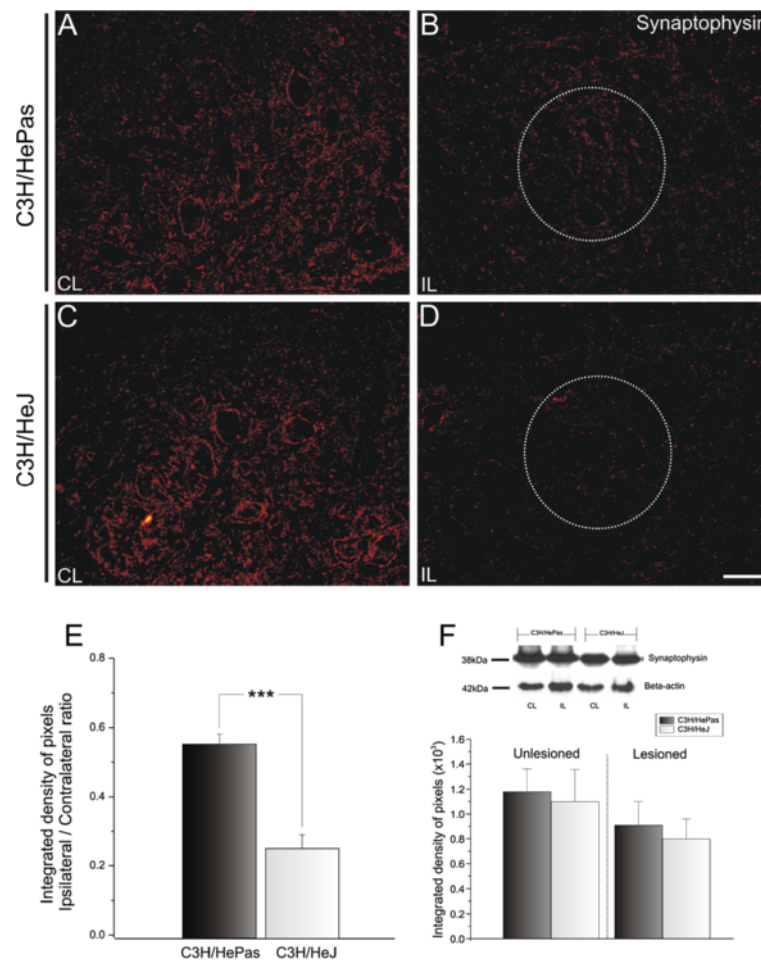 A
B
Synaptophysin
C3H/HePas
CL
IL
C
D
C3H/HeJ
CL
IL
E
Integrated density of pixels
Ipsilateral / Contralateral ratio
0.8
0.6
0.4
0.2
0.0
***
C3H/HePas
C3H/HeJ
F
C3H/HePas
C3H/HeJ
38kDa
Synaptophysin
42kDa
Beta-actin
CL
IL
CL
IL
C3H/HePas
C3H/HeJ
Integrated density of pixels (x10³)
1.6
1.4
1.2
1.0
0.8
0.6
0.4
0.2
0.0
Unlesioned
Lesioned